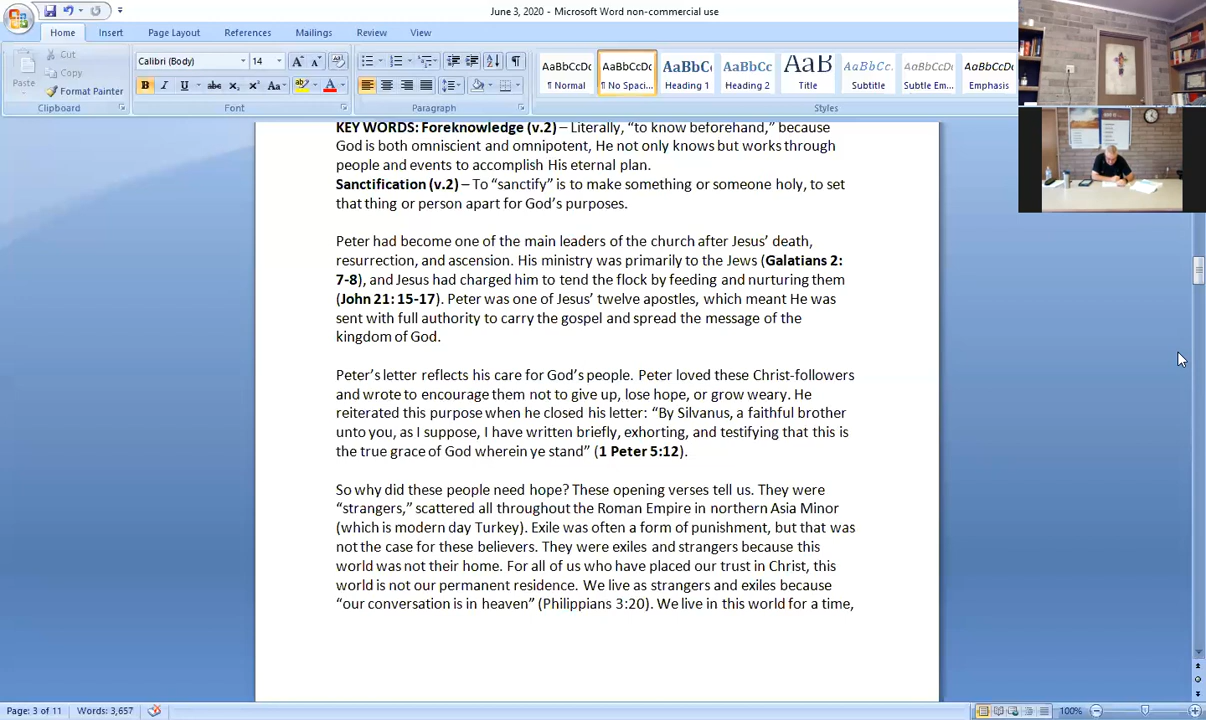 June 3, 2020 - Microsoft Word non-commercial use
Home Insert Page Layout References Mailings Review View
Paste
Cut
Copy
Format Painter
Clipboard
Calibri (Body) 14
B I U abc x₂ x² Aa A
Font
Paragraph
AaBbCcDc AaBbCcDc AaBbC AaBbCc AaB AaBbCcDc AaBbCcDc AaBbCcDc
¶ Normal ¶ No Spaci... Heading 1 Heading 2 Title Subtitle Subtle Em... Emphasis
Styles
KEY WORDS: Foreknowledge (v.2) – Literally, “to know beforehand,” because
God is both omniscient and omnipotent, He not only knows but works through
people and events to accomplish His eternal plan.
Sanctification (v.2) – To “sanctify” is to make something or someone holy, to set
that thing or person apart for God’s purposes.
Peter had become one of the main leaders of the church after Jesus’ death,
resurrection, and ascension. His ministry was primarily to the Jews (Galatians 2:
7-8), and Jesus had charged him to tend the flock by feeding and nurturing them
(John 21: 15-17). Peter was one of Jesus’ twelve apostles, which meant He was
sent with full authority to carry the gospel and spread the message of the
kingdom of God.
Peter’s letter reflects his care for God’s people. Peter loved these Christ-followers
and wrote to encourage them not to give up, lose hope, or grow weary. He
reiterated this purpose when he closed his letter: “By Silvanus, a faithful brother
unto you, as I suppose, I have written briefly, exhorting, and testifying that this is
the true grace of God wherein ye stand” (1 Peter 5:12).
So why did these people need hope? These opening verses tell us. They were
“strangers,” scattered all throughout the Roman Empire in northern Asia Minor
(which is modern day Turkey). Exile was often a form of punishment, but that was
not the case for these believers. They were exiles and strangers because this
world was not their home. For all of us who have placed our trust in Christ, this
world is not our permanent residence. We live as strangers and exiles because
“our conversation is in heaven” (Philippians 3:20). We live in this world for a time,
Page: 3 of 11 Words: 3,657 100%